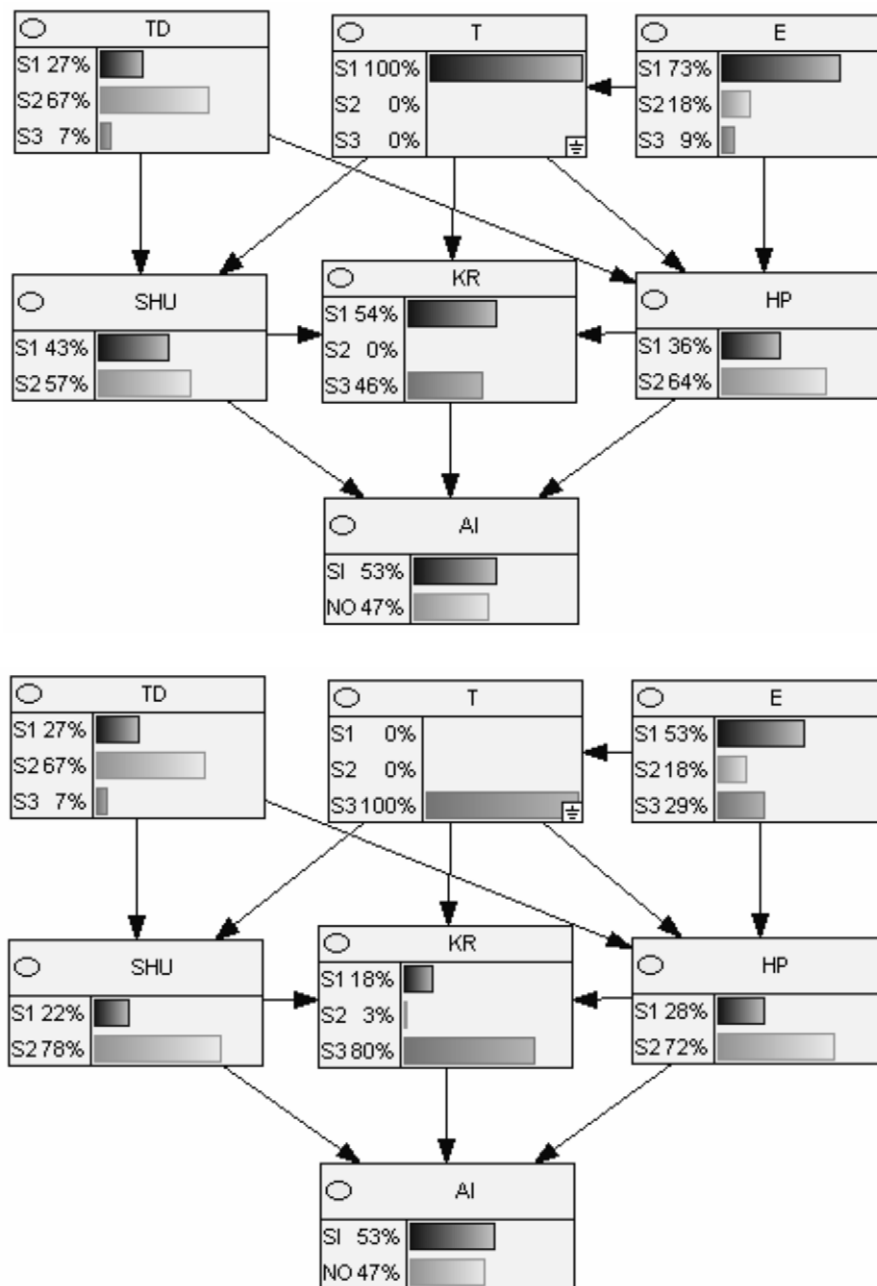 TD
S1 27%
S2 67%
S3 7%
T
S1 100%
S2 0%
S3 0%
E
S1 73%
S2 18%
S3 9%
SHU
S1 43%
S2 57%
KR
S1 54%
S2 0%
S3 46%
HP
S1 36%
S2 64%
AI
SI 53%
NO 47%
TD
S1 27%
S2 67%
S3 7%
T
S1 0%
S2 0%
S3 100%
E
S1 53%
S2 18%
S3 29%
SHU
S1 22%
S2 78%
KR
S1 18%
S2 3%
S3 80%
HP
S1 28%
S2 72%
AI
SI 53%
NO 47%